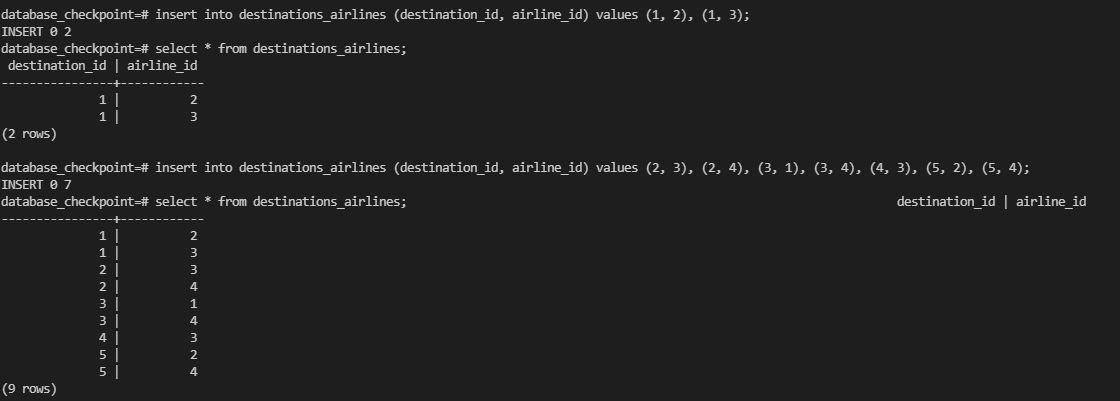 database_checkpoint=# insert into destinations_airlines (destination_id, airline_id) values (1, 2), (1, 3);
INSERT 0 2
database_checkpoint=# select * from destinations_airlines;
 destination_id | airline_id
----------------+------------
              1 |          2
              1 |          3
(2 rows)

database_checkpoint=# insert into destinations_airlines (destination_id, airline_id) values (2, 3), (2, 4), (3, 1), (3, 4), (4, 3), (5, 2), (5, 4);
INSERT 0 7
database_checkpoint=# select * from destinations_airlines;                                                                      destination_id | airline_id
----------------+------------
              1 |          2
              1 |          3
              2 |          3
              2 |          4
              3 |          1
              3 |          4
              4 |          3
              5 |          2
              5 |          4
(9 rows)